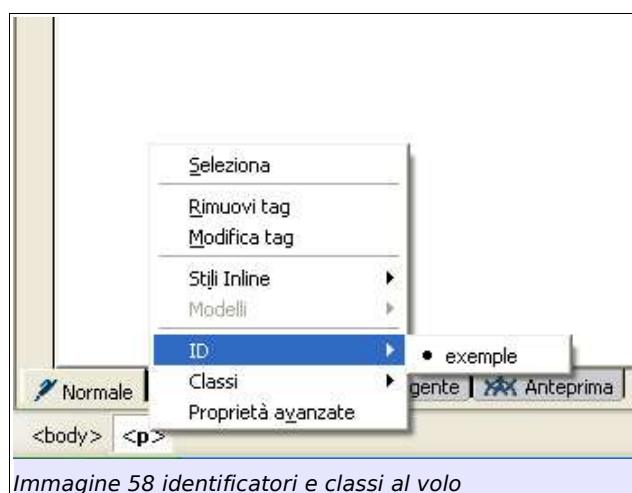 Seleziona
Rimuovi tag
Modifica tag
Stili Inline
Modelli
ID
exemple
Classi
Proprietà avanzate
Normale
gente
Anteprima
<body> <p>
Immagine 58 identificatori e classi al volo